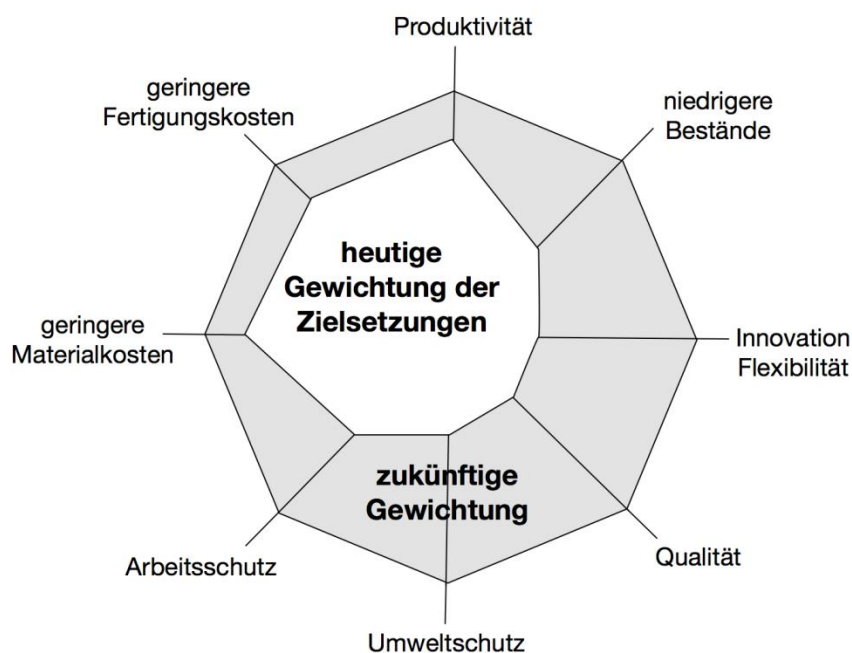 Produktivität
geringere
Fertigungskosten
niedrigere
Bestände
heutige
Gewichtung der
Zielsetzungen
geringere
Materialkosten
Innovation
Flexibilität
zukünftige
Gewichtung
Arbeitsschutz
Qualität
Umweltschutz